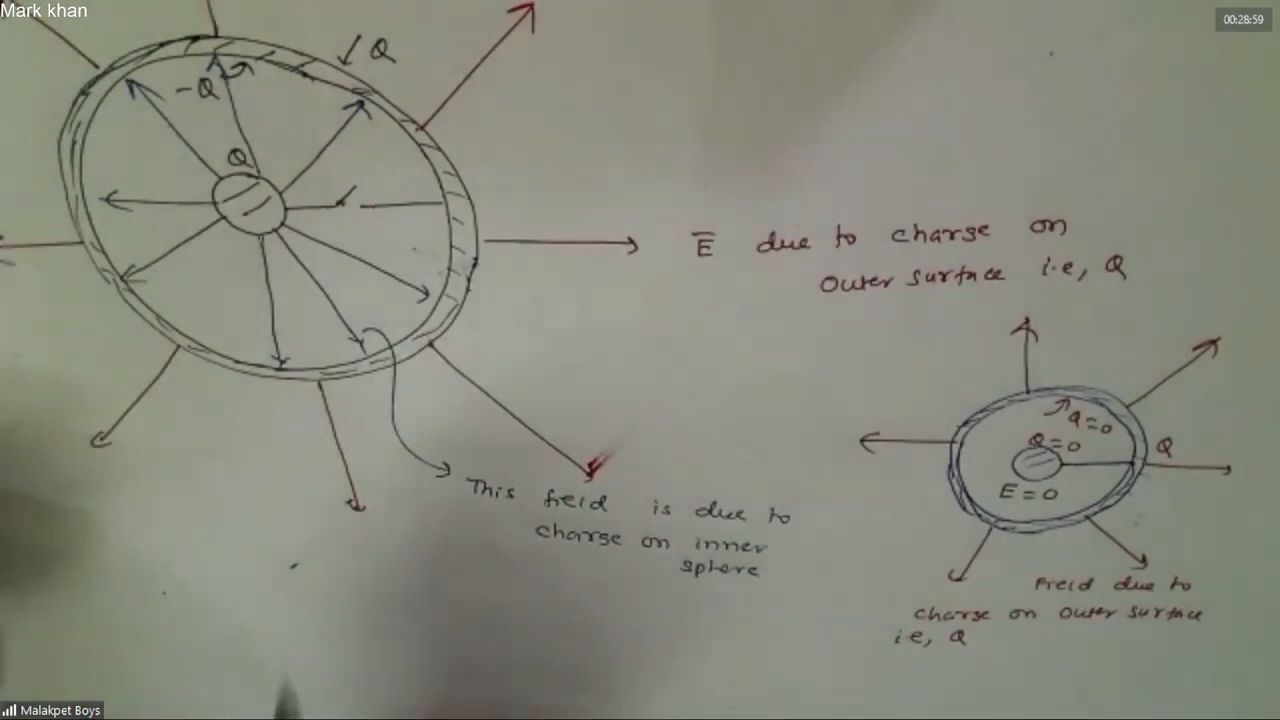 Mark khan
00:28:59
Q
-Q
Q
E due to charge on
Outer surface i.e, Q
Q=0
Q=0
Q
E=0
This field is due to
charge on inner
sphere
Field due to
charge on outer surface
i.e, Q
Malakpet Boys